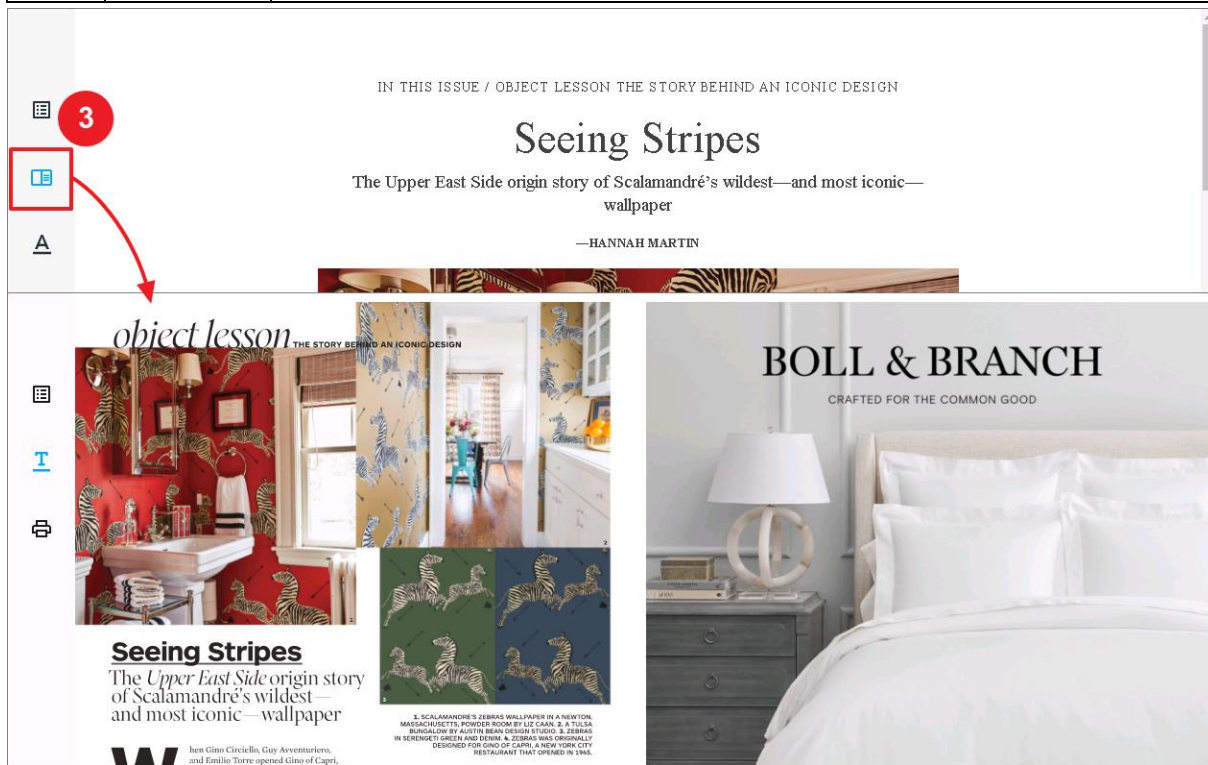 3
IN THIS ISSUE / OBJECT LESSON THE STORY BEHIND AN ICONIC DESIGN
Seeing Stripes
The Upper East Side origin story of Scalamandré's wildest—and most iconic—
wallpaper
—HANNAH MARTIN
A
object lesson THE STORY BEHIND AN ICONIC DESIGN
T
1
2
3
Seeing Stripes
The Upper East Side origin story
of Scalamandré's wildest—
and most iconic—wallpaper
1. SCALAMANDRÉ'S ZEBRAS WALLPAPER IN A NEWTON,
MASSACHUSETTS, POWDER ROOM BY LIZ CAAN. 2. A TULSA
BUNGALOW BY AUSTIN BEAN DESIGN STUDIO. 3. ZEBRAS
IN SERENGETI GREEN AND DENIM. 4. ZEBRAS WAS ORIGINALLY
DESIGNED FOR GINO OF CAPRI, A NEW YORK CITY
RESTAURANT THAT OPENED IN 1945.
W
hen Gino Circiello, Guy Avventuriero,
and Emilio Torre opened Gino of Capri,
BOLL & BRANCH
CRAFTED FOR THE COMMON GOOD